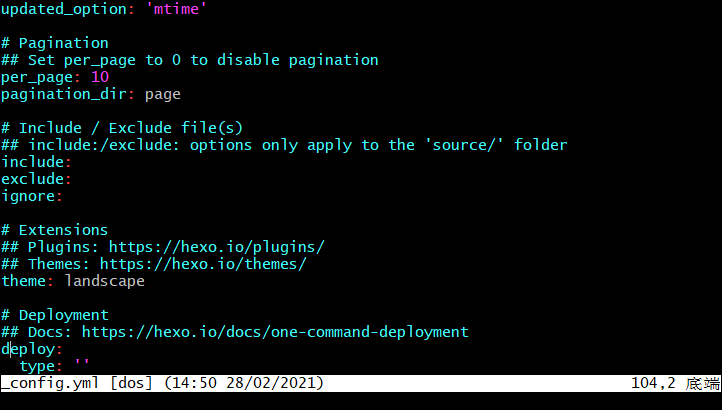 updated_option: 'mtime'
# Pagination
## Set per_page to 0 to disable pagination
per_page: 10
pagination_dir: page
# Include / Exclude file(s)
## include:/exclude: options only apply to the 'source/' folder
include:
exclude:
ignore:
# Extensions
## Plugins: https://hexo.io/plugins/
## Themes: https://hexo.io/themes/
theme: landscape
# Deployment
## Docs: https://hexo.io/docs/one-command-deployment
deploy:
  type: ''
_config.yml [dos] (14:50 28/02/2021) 104,2 底端